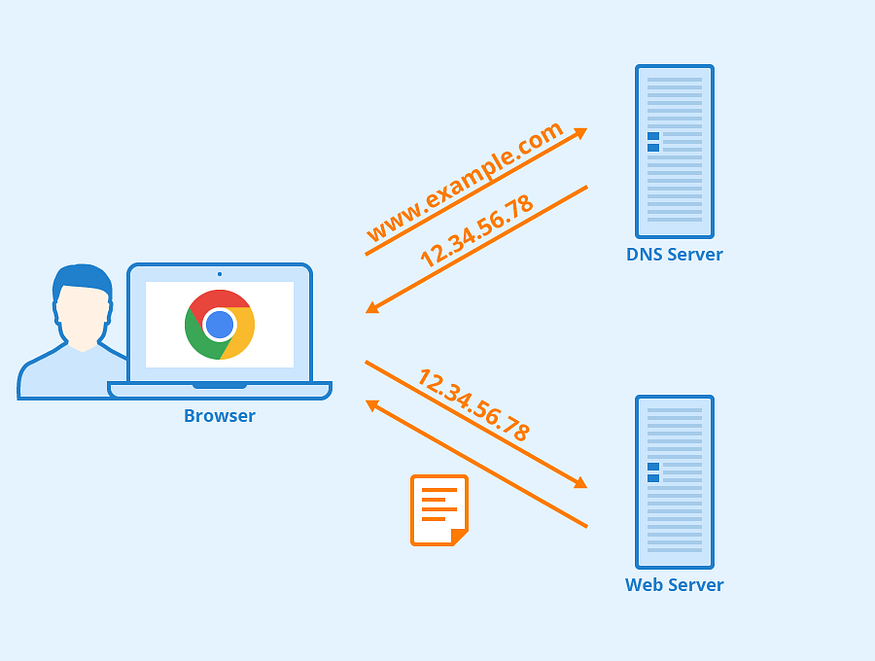 www.example.com
12.34.56.78
DNS Server
Browser
12.34.56.78
Web Server